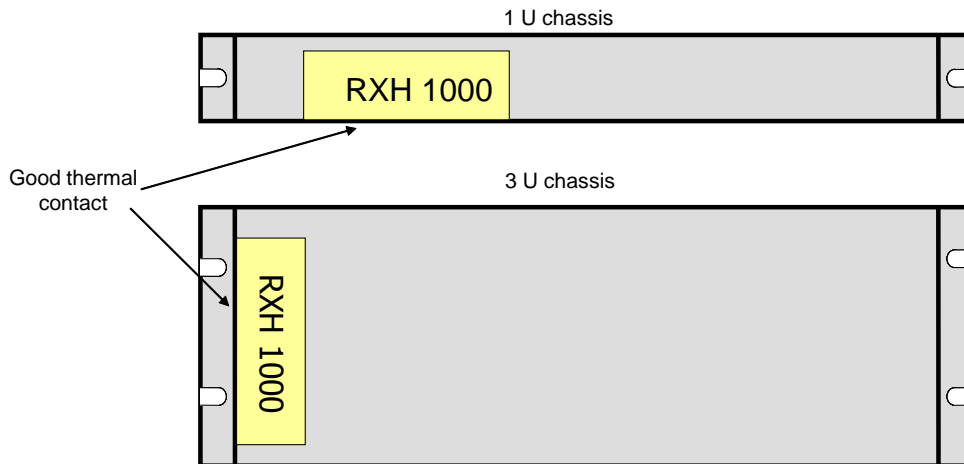 1 U chassis
RXH 1000
Good thermal
contact
3 U chassis
RXH 1000